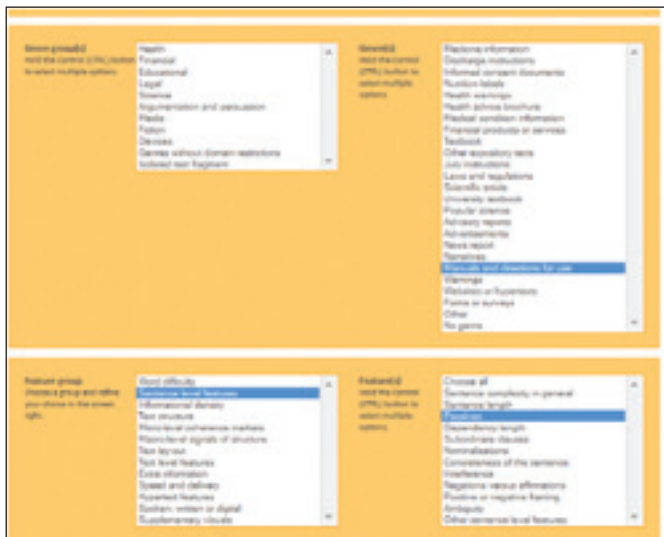 Genre group(s)
Hold the Control (CTRL) button
to select multiple options.
Health
Financial
Educational
Legal
Science
Argumentation and persuasion
Media
Fiction
Devices
Genres without domain restrictions
Isolated text fragment
Genre(s)
Hold the Control
(CTRL) button to
select multiple
options.
Medicine information
Discharge instructions
Informed consent documents
Nutrition labels
Health warnings
Health advice brochure
Medical condition information
Financial products or services
Textbook
Other expository texts
Jury instructions
Laws and regulations
Scientific article
University textbook
Popular science
Advisory reports
Advertisements
News report
Narratives
Manuals and directions for use
Warnings
Websites or hypertexts
Forms or surveys
Other
No genre
Feature group
Choose a group and refine
your choice in the screen
right.
Word difficulty
Sentence level features
Informational density
Text structure
Micro-level coherence markers
Macro-level signals of structure
Text lay-out
Text level features
Extra information
Speed and delivery
Hypertext features
Spoken, written or digital
Supplementary visuals
Feature(s)
Hold the Control
(CTRL) button to
select multiple
options.
Choose all
Sentence complexity in general
Sentence length
Passives
Dependency length
Subordinate clauses
Nominalisations
Concreteness of the sentence
Interference
Negations versus affirmations
Positive or negative framing
Ambiguity
Other sentence level features